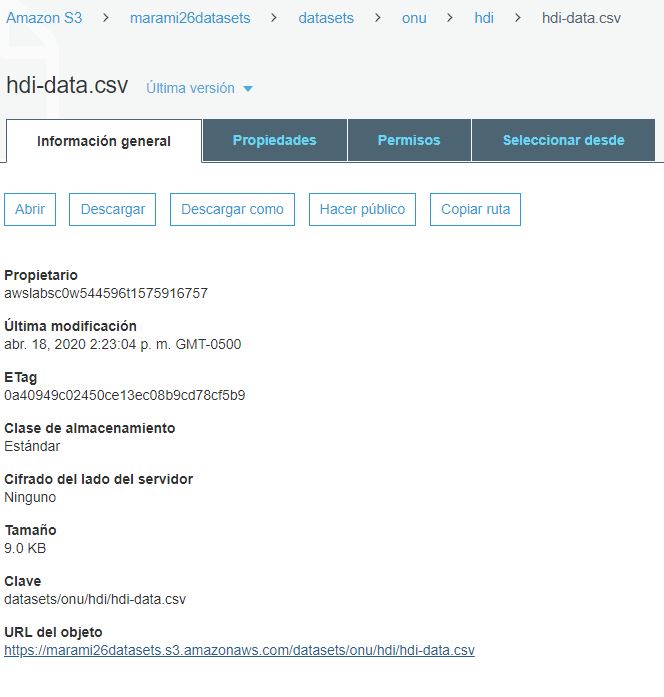 Amazon S3 > marami26datasets > datasets > onu > hdi > hdi-data.csv
hdi-data.csv Última versión
Información general Propiedades Permisos Seleccionar desde
Abrir Descargar Descargar como Hacer público Copiar ruta
Propietario
awslabsc0w544596t1575916757
Última modificación
abr. 18, 2020 2:23:04 p. m. GMT-0500
ETag
0a40949c02450ce13ec08b9cd78cf5b9
Clase de almacenamiento
Estándar
Cifrado del lado del servidor
Ninguno
Tamaño
9.0 KB
Clave
datasets/onu/hdi/hdi-data.csv
URL del objeto
https://marami26datasets.s3.amazonaws.com/datasets/onu/hdi/hdi-data.csv